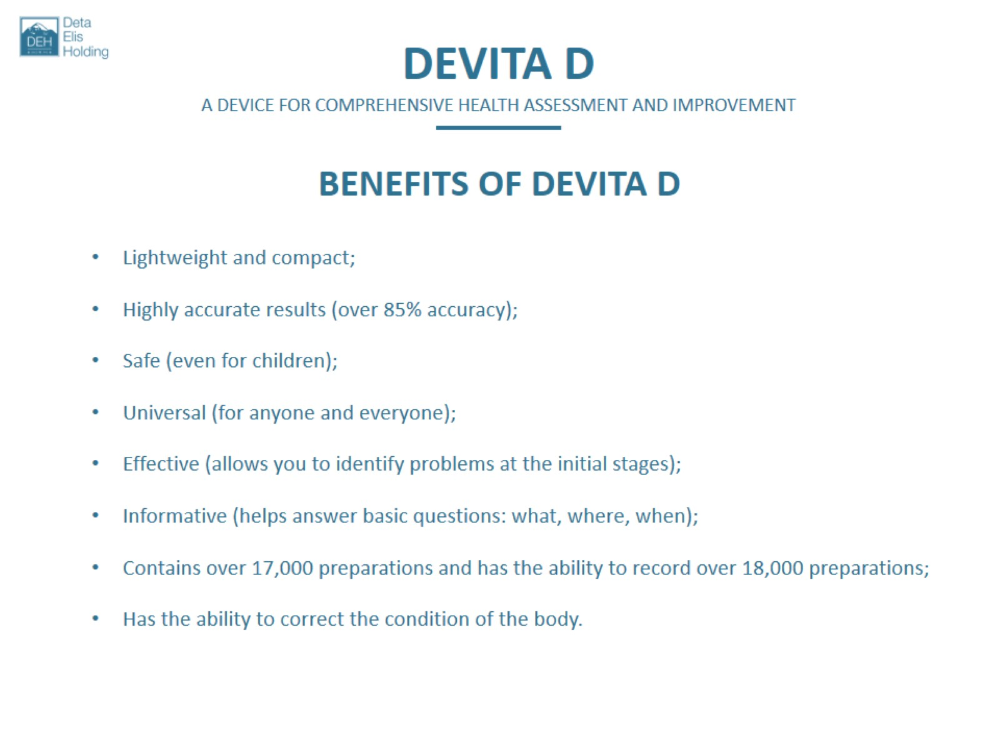 Deta
Elis
Holding
DEH
DEVITA D
A DEVICE FOR COMPREHENSIVE HEALTH ASSESSMENT AND IMPROVEMENT
BENEFITS OF DEVITA D
• Lightweight and compact;
• Highly accurate results (over 85% accuracy);
• Safe (even for children);
• Universal (for anyone and everyone);
• Effective (allows you to identify problems at the initial stages);
• Informative (helps answer basic questions: what, where, when);
• Contains over 17,000 preparations and has the ability to record over 18,000 preparations;
• Has the ability to correct the condition of the body.